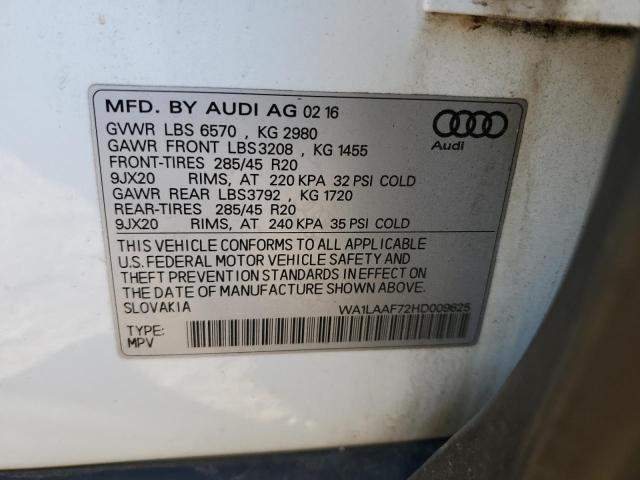 MFD. BY AUDI AG 02 16
GVWR LBS 6570 , KG 2980
GAWR FRONT LBS 3208 , KG 1455
FRONT-TIRES 285/45 R20
9JX20 RIMS, AT 220 KPA 32 PSI COLD
GAWR REAR LBS3792 , KG 1720
REAR-TIRES 285/45 R20
9JX20 RIMS, AT 240 KPA 35 PSI COLD
Audi
THIS VEHICLE CONFORMS TO ALL APPLICABLE
U.S. FEDERAL MOTOR VEHICLE SAFETY AND
THEFT PREVENTION STANDARDS IN EFFECT ON
THE DATE OF MANUFACTURE SHOWN ABOVE.
SLOVAKIA
WA1LAAF72HD009625
TYPE:
MPV